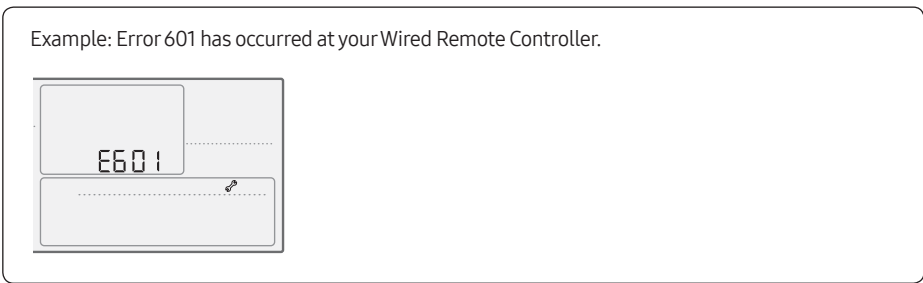 Example: Error 601 has occurred at your Wired Remote Controller.
E601